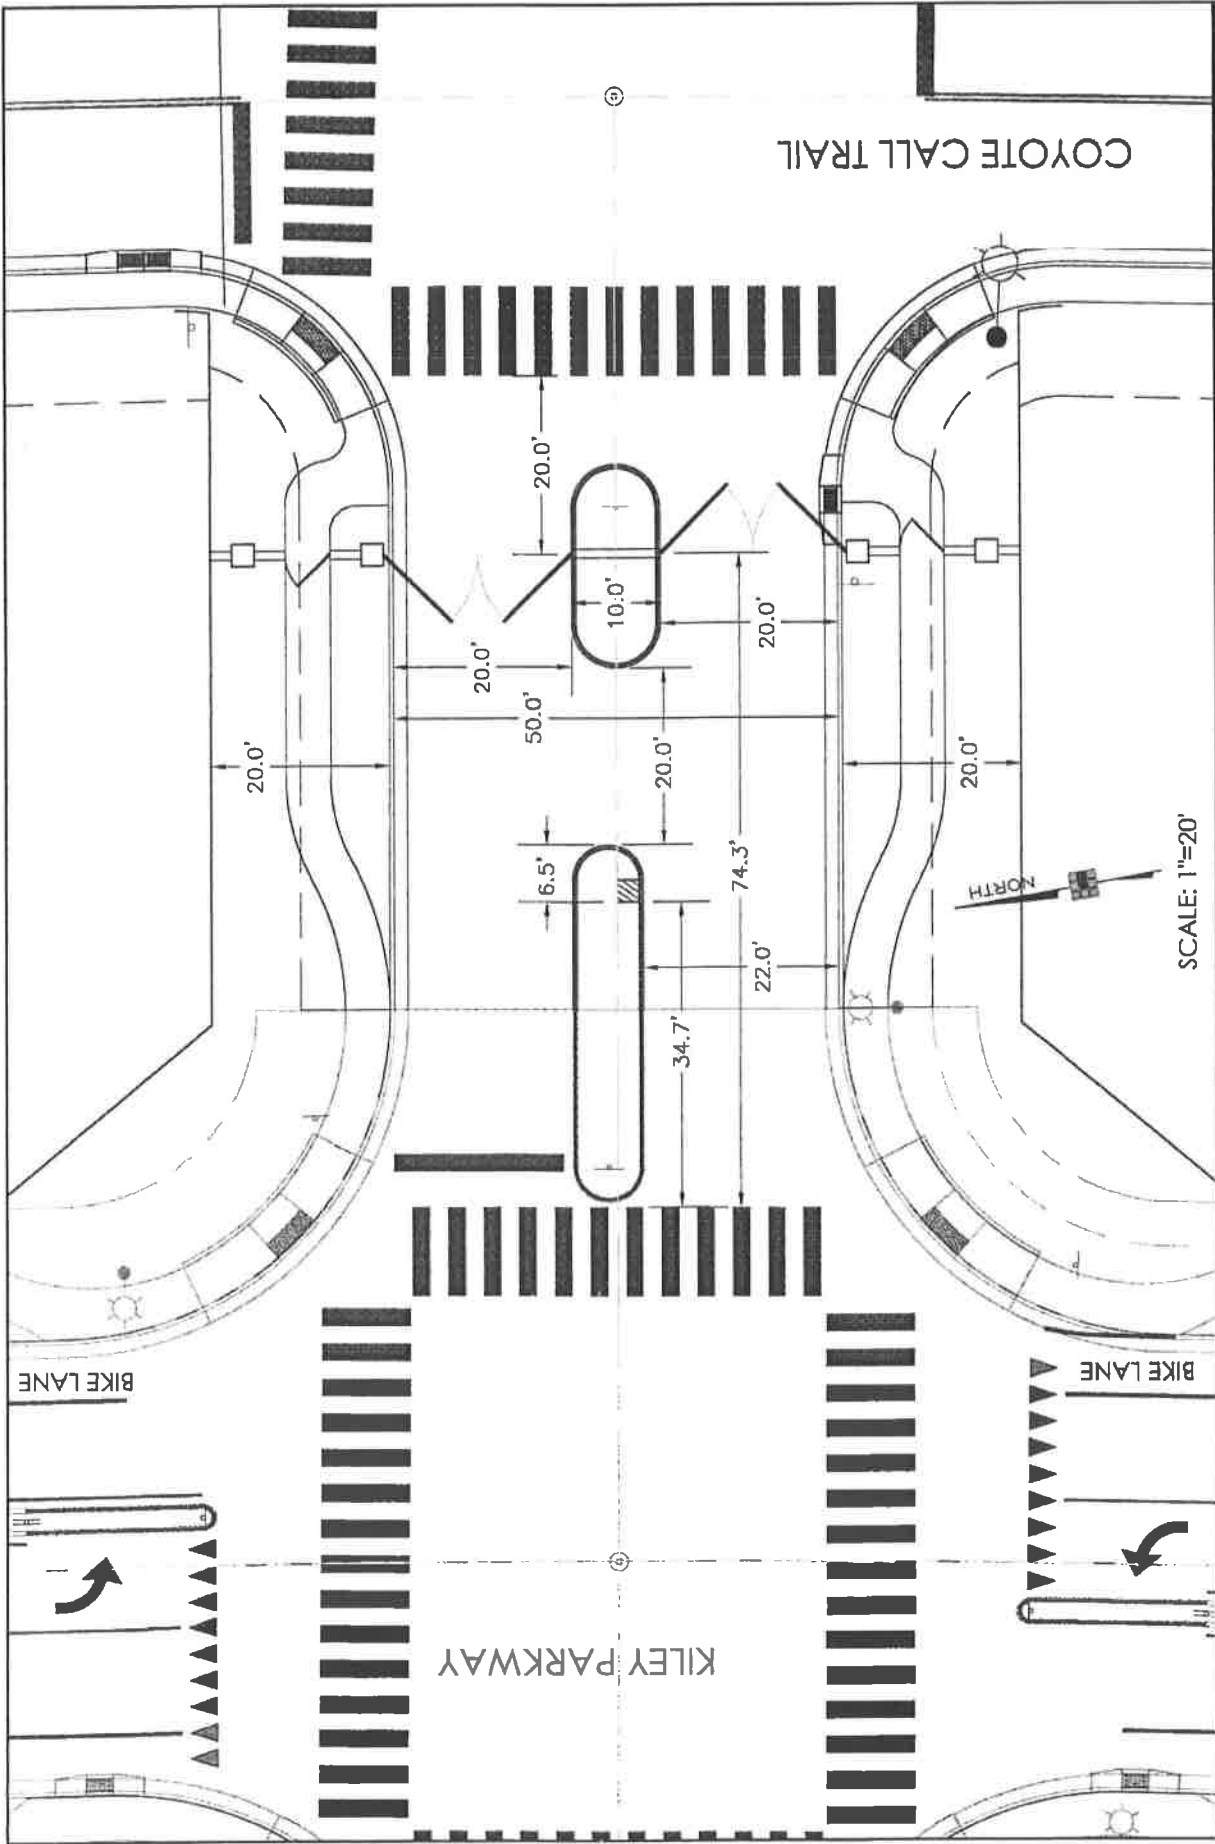 COYOTE CALL TRAIL
20.0'
10.0'
20.0'
20.0'
50.0'
20.0'
20.0'
20.0'
6.5'
74.3'
22.0'
34.7'
NORTH
SCALE: 1"=20'
BIKE LANE
BIKE LANE
KILEY PARKWAY